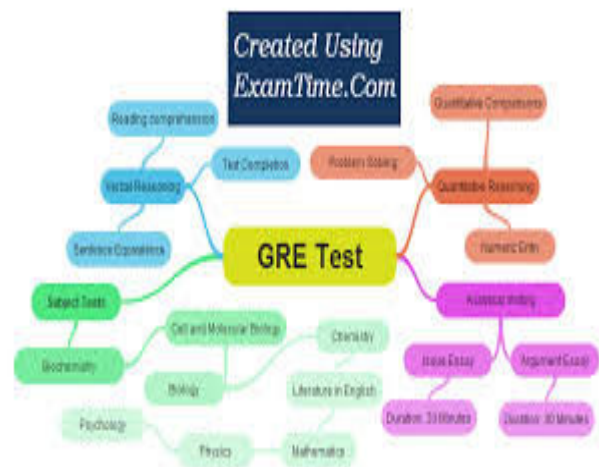 Created Using
ExamTime.Com
Reading comprehension
Verbal Reasoning
Text Completion
Sentence Equivalence
Quantitative Comparisons
Problem Solving
Quantitative Reasoning
Numeric Entry
GRE Test
Subject Tests
Biochemistry
Cell and Molecular Biology
Biology
Chemistry
Literature in English
Mathematics
Physics
Psychology
Writing
Issue Essay
Argument Essay
Duration: 30 Minutes
Duration: 30 Minutes